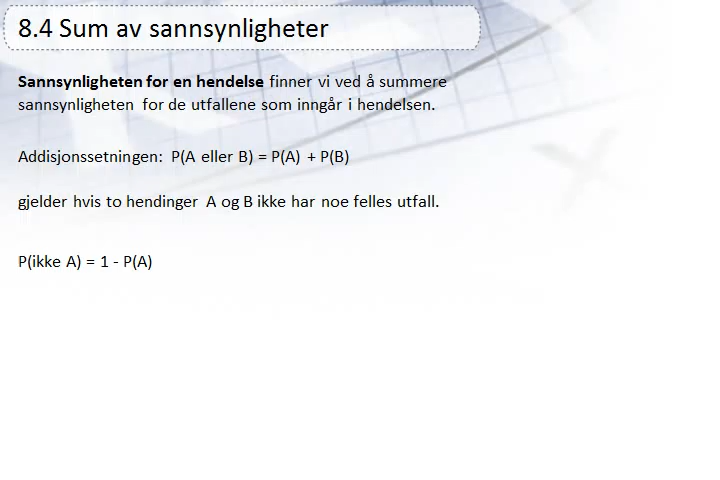 8.4 Sum av sannsynligheter
Sannsynligheten for en hendelse finner vi ved å summere
sannsynligheten for de utfallene som inngår i hendelsen.
Addisjonssetningen: P(A eller B) = P(A) + P(B)
gjelder hvis to hendinger A og B ikke har noe felles utfall.
P(ikke A) = 1 - P(A)